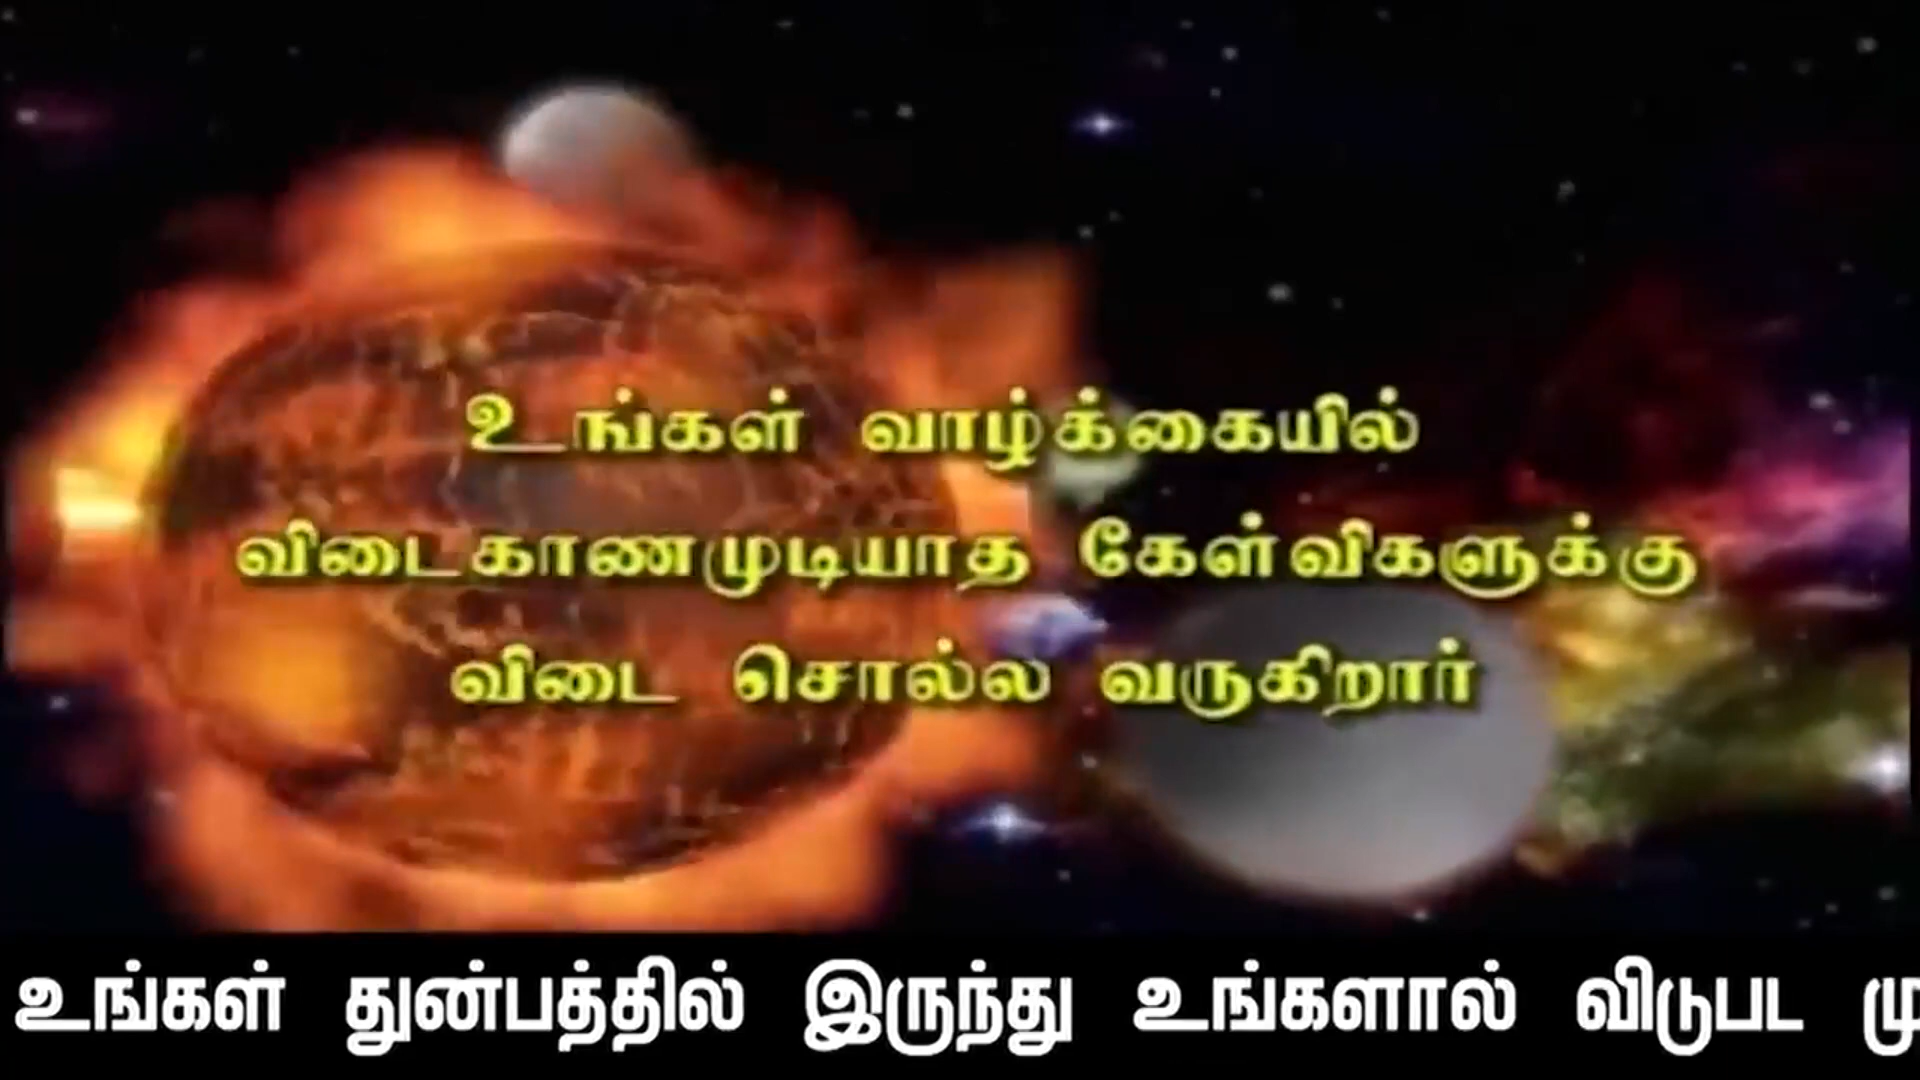 உங்கள் வாழ்க்கையில்
விடைகாணமுடியாத கேள்விகளுக்கு
விடை சொல்ல வருகிறார்
உங்கள் துன்பத்தில் இருந்து உங்களால் விடுபட